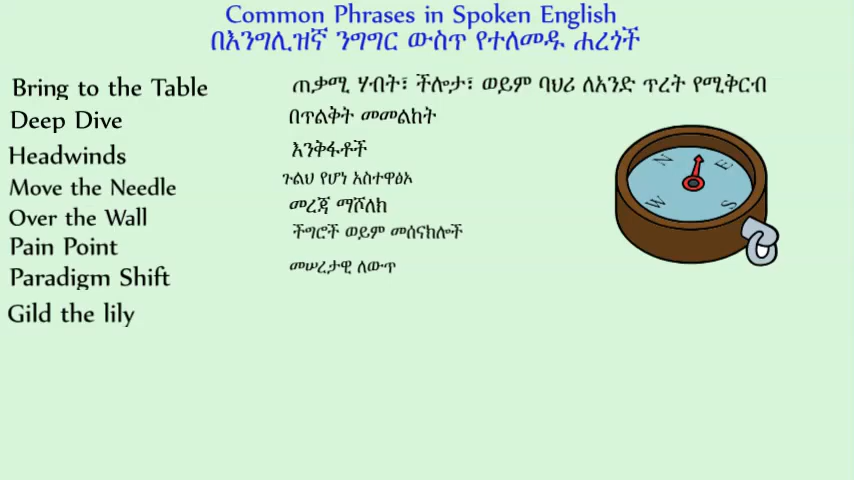 Common Phrases in Spoken English
በእንግሊዝኛ ንግግር ውስጥ የተለመዱ ሐረጎች
Bring to the Table ጠቃሚ ሃብት፣ ችሎታ፣ ወይም ባህሪ ለአንድ ጥረት የሚቅርብ
Deep Dive በጥልቅት መመልከት
Headwinds እንቅፋቶች
Move the Needle ጉልህ የሆነ አስተዋፅኦ
Over the Wall መረጃ ማሾለክ
Pain Point ችግሮች ወይም መሰናክሎች
Paradigm Shift መሠረታዊ ለውጥ
Gild the lily
N E
W S